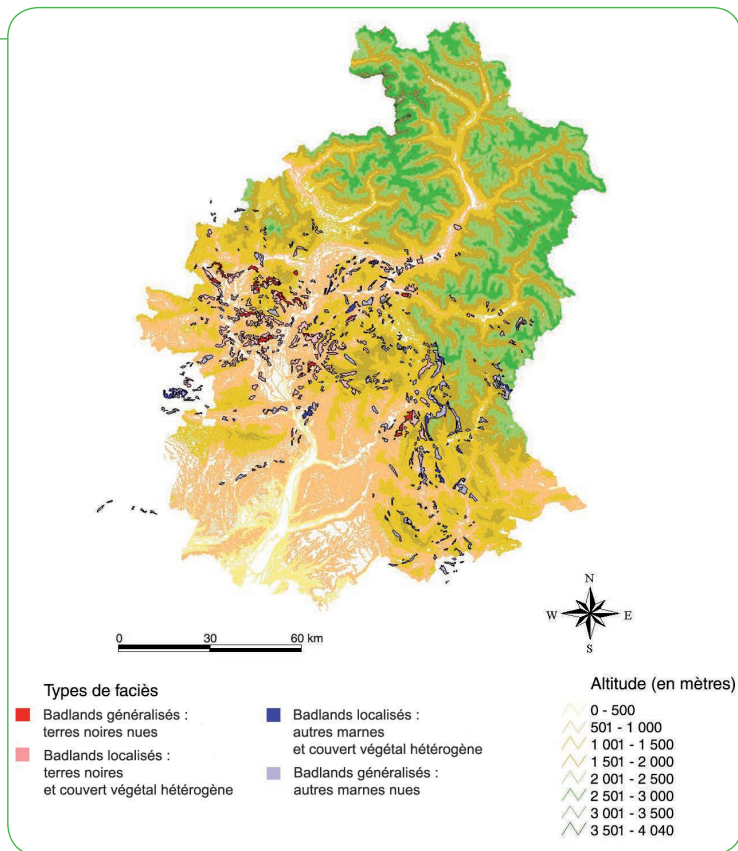 N
W
E
S
0
30
60 km
Types de faciès
Badlands généralisés :
terres noires nues
Badlands localisés :
terres noires
et couvert végétal hétérogène
Badlands localisés :
autres marnes
et couvert végétal hétérogène
Badlands généralisés :
autres marnes nues
Altitude (en mètres)
0 - 500
501 - 1 000
1 001 - 1 500
1 501 - 2 000
2 001 - 2 500
2 501 - 3 000
3 001 - 3 500
3 501 - 4 040